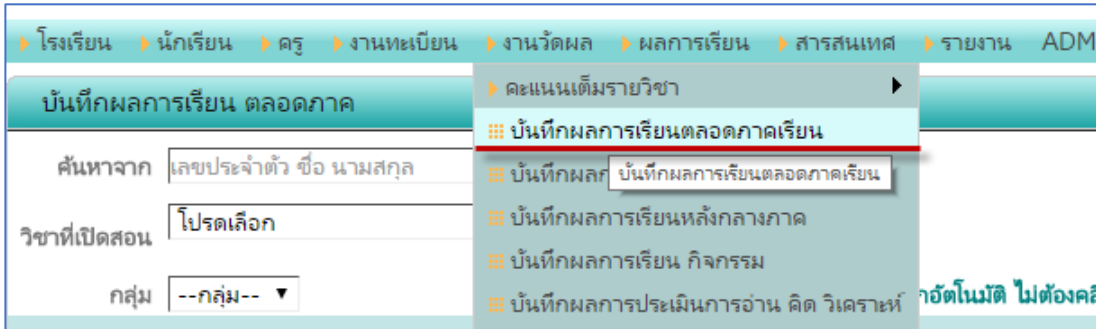 โรงเรียน นักเรียน ครู งานทะเบียน งานวัดผล ผลการเรียน สารสนเทศ รายงาน ADM
บันทึกผลการเรียน ตลอดภาค
คะแนนเต็มรายวิชา
บันทึกผลการเรียนตลอดภาคเรียน
ค้นหาจาก เลขประจำตัว ชื่อ นามสกุล
บันทึกผลการเรียนตลอดภาคเรียน
บันทึกผลการเรียนหลังกลางภาค
วิชาที่เปิดสอน โปรดเลือก
บันทึกผลการเรียน กิจกรรม
กลุ่ม --กลุ่ม--
บันทึกผลการประเมินการอ่าน คิด วิเคราะห์
อัตโนมัติ ไม่ต้อง